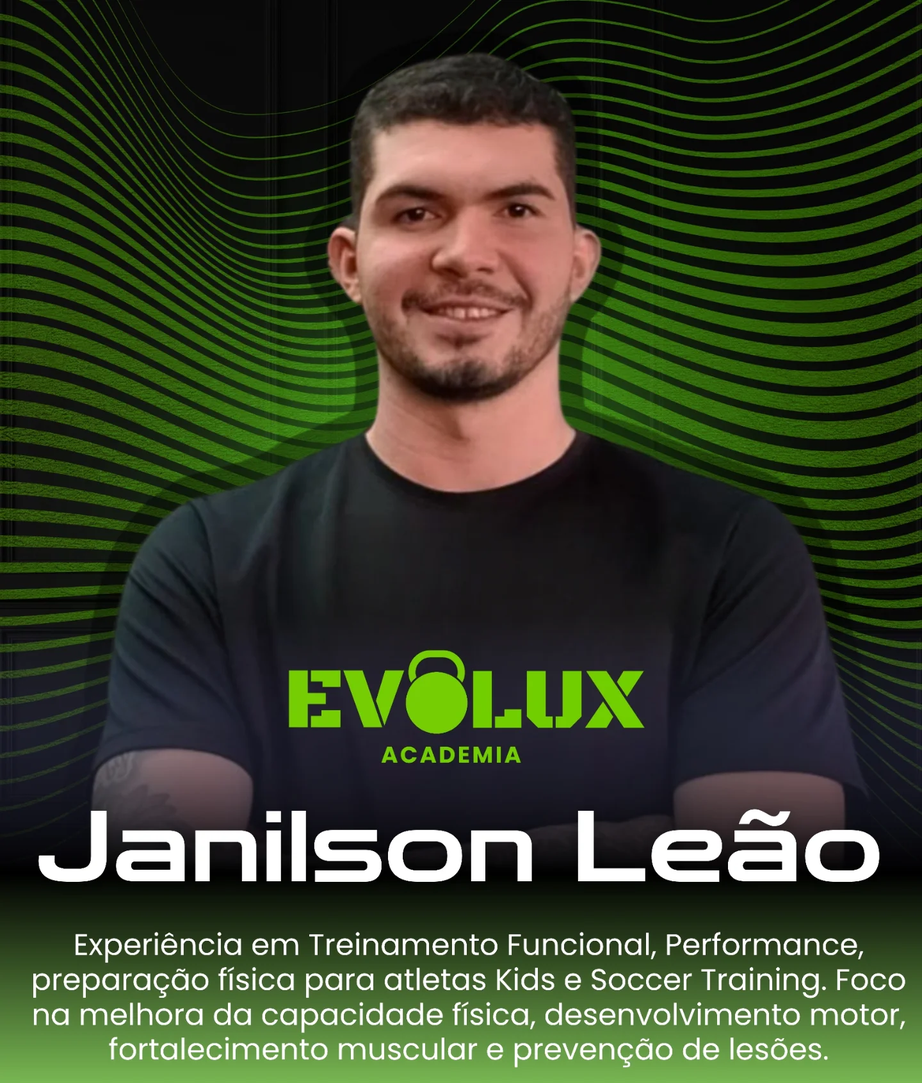 EVOLUX
ACADEMIA
Janilson Leão
Experiência em Treinamento Funcional, Performance,
preparação física para atletas Kids e Soccer Training. Foco
na melhora da capacidade física, desenvolvimento motor,
fortalecimento muscular e prevenção de lesões.